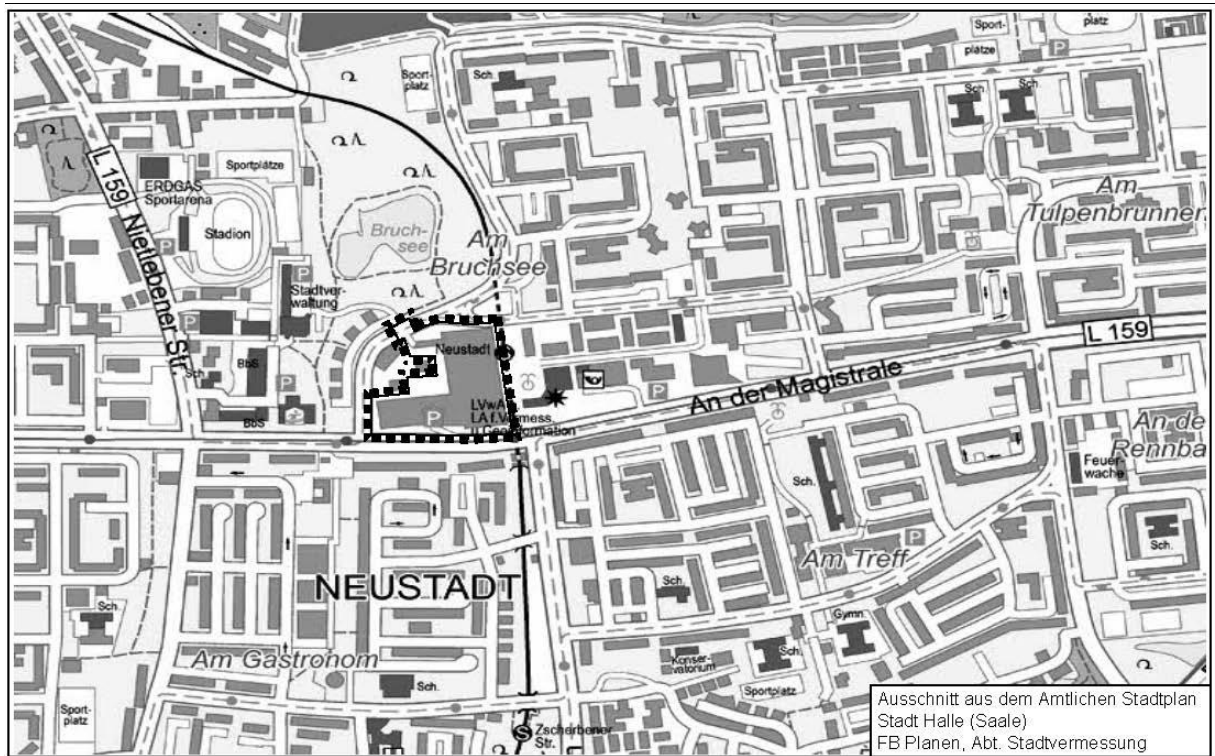 Sport-
platz
Sch.
Sport-
plätze
Sport-
platz
P
Sch.
Sch.
L 159
Nietlebener Str.
ERDGAS
Sportarena
Sportplätze
Stadion
P
Bruch-
see
Am
Bruchsee
Am
Tulpenbrunnen
P
Stadtver-
waltung
P
Sch.
BbS
P
BbS
Neustadt
S
P
LVwA
LA f. Vermess.
u. Geoinformation
P
An der Magistrale
L 159
An de
Rennba
Feuer-
wache
Sch.
P
Am Treff
Sch.
NEUSTADT
Sch.
Sch.
Gymn.
Sch.
Konser-
vatorium
Sportplatz
Am Gastronom
Sch.
Sport-
platz
S
Zscherbener
Str.
Ausschnitt aus dem Amtlichen Stadtplan
Stadt Halle (Saale)
FB Planen, Abt. Stadtvermessung